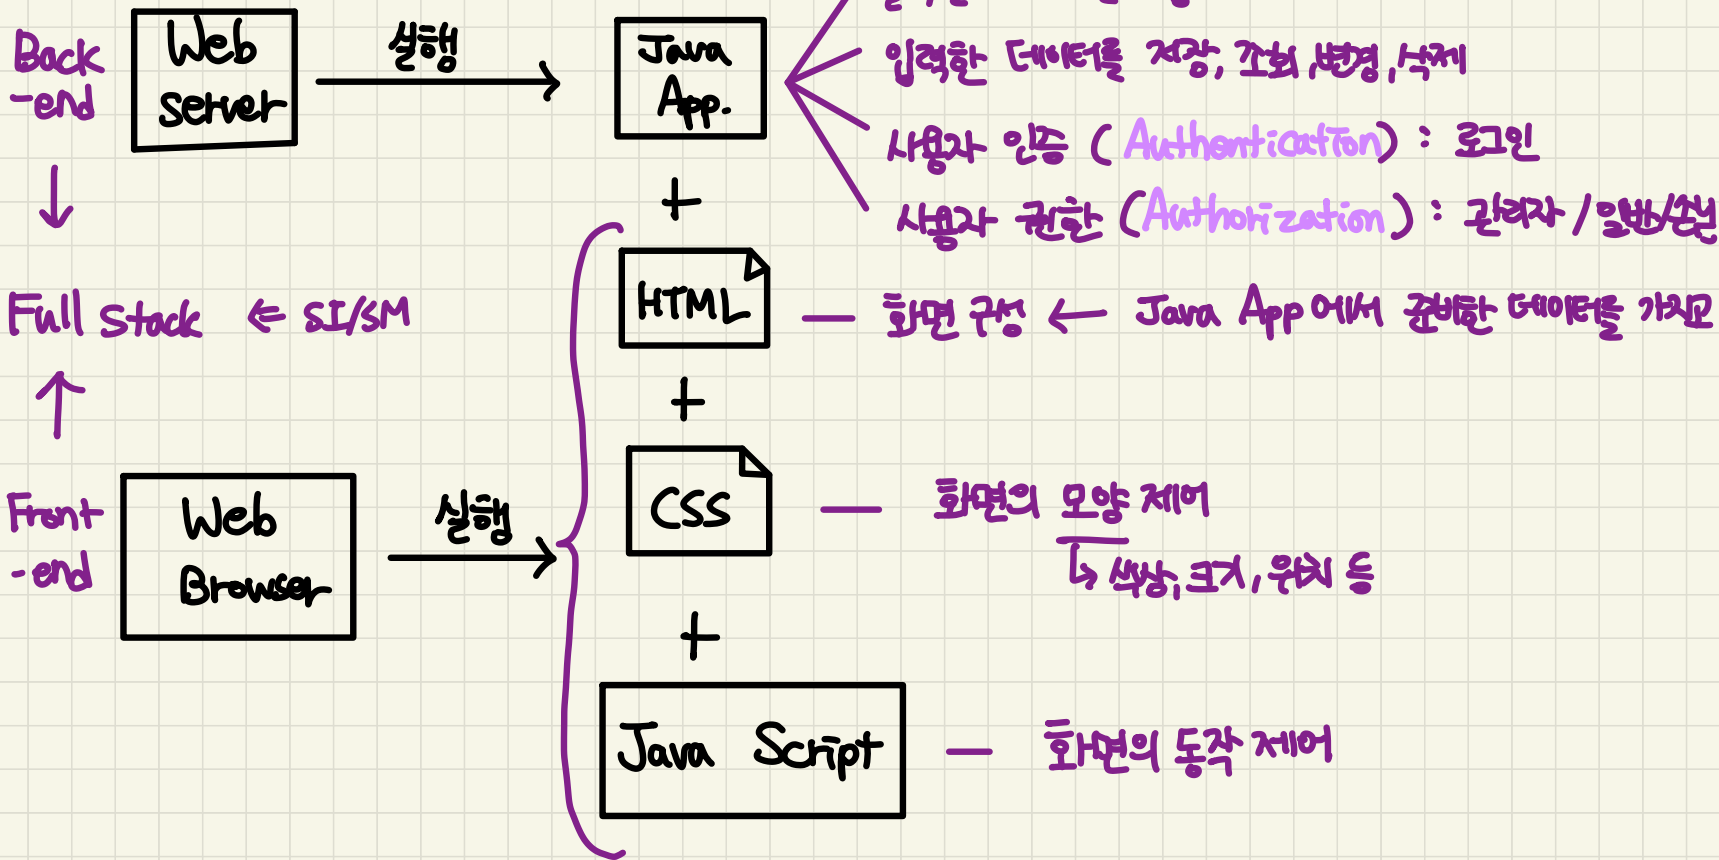 Back
-end
Web
server
실행
Java
App.
입력한 데이터를 저장, 조회, 변경, 삭제
사용자 인증 (Authentication) : 로그인
사용자 권한 (Authorization) : 관리자 / 일반/손님
+
HTML
화면 구성 ← Java App에서 준비한 데이터를 가지고
Full Stack ⇐ SI/SM
+
CSS
화면의 모양 제어
↳ 색상, 크기, 위치 등
Front
-end
Web
Browser
실행
+
Java Script
화면의 동작 제어